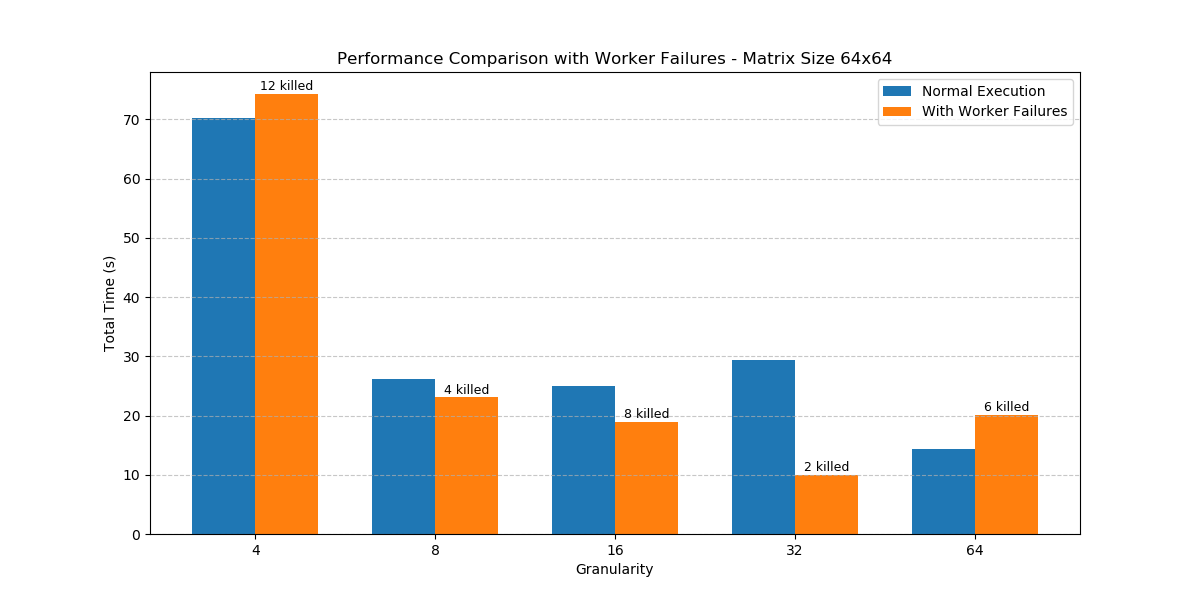 Performance Comparison with Worker Failures - Matrix Size 64x64
Normal Execution
With Worker Failures
12 killed
4 killed
8 killed
2 killed
6 killed
Total Time (s)
70
60
50
40
30
20
10
0
4
8
16
32
64
Granularity